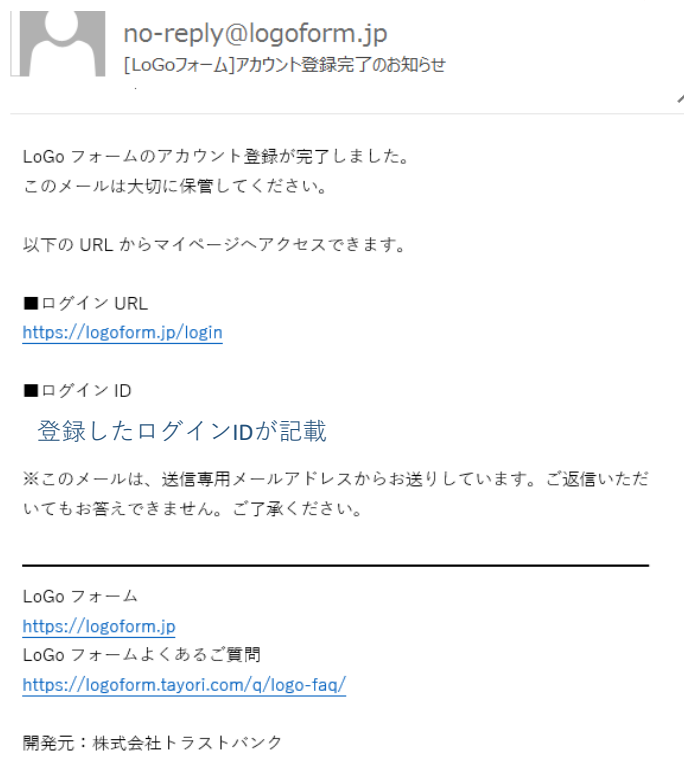 no-reply@logoform.jp
[LoGoフォーム]アカウント登録完了のお知らせ
LoGo フォームのアカウント登録が完了しました。
このメールは大切に保管してください。
以下の URL からマイページへアクセスできます。
■ログイン URL
https://logoform.jp/login
■ログイン ID
登録したログインIDが記載
※このメールは、送信専用メールアドレスからお送りしています。ご返信いただ
いてもお答えできません。ご了承ください。
LoGo フォーム
https://logoform.jp
LoGo フォームよくあるご質問
https://logoform.tayori.com/q/logo-faq/
開発元：株式会社トラストバンク